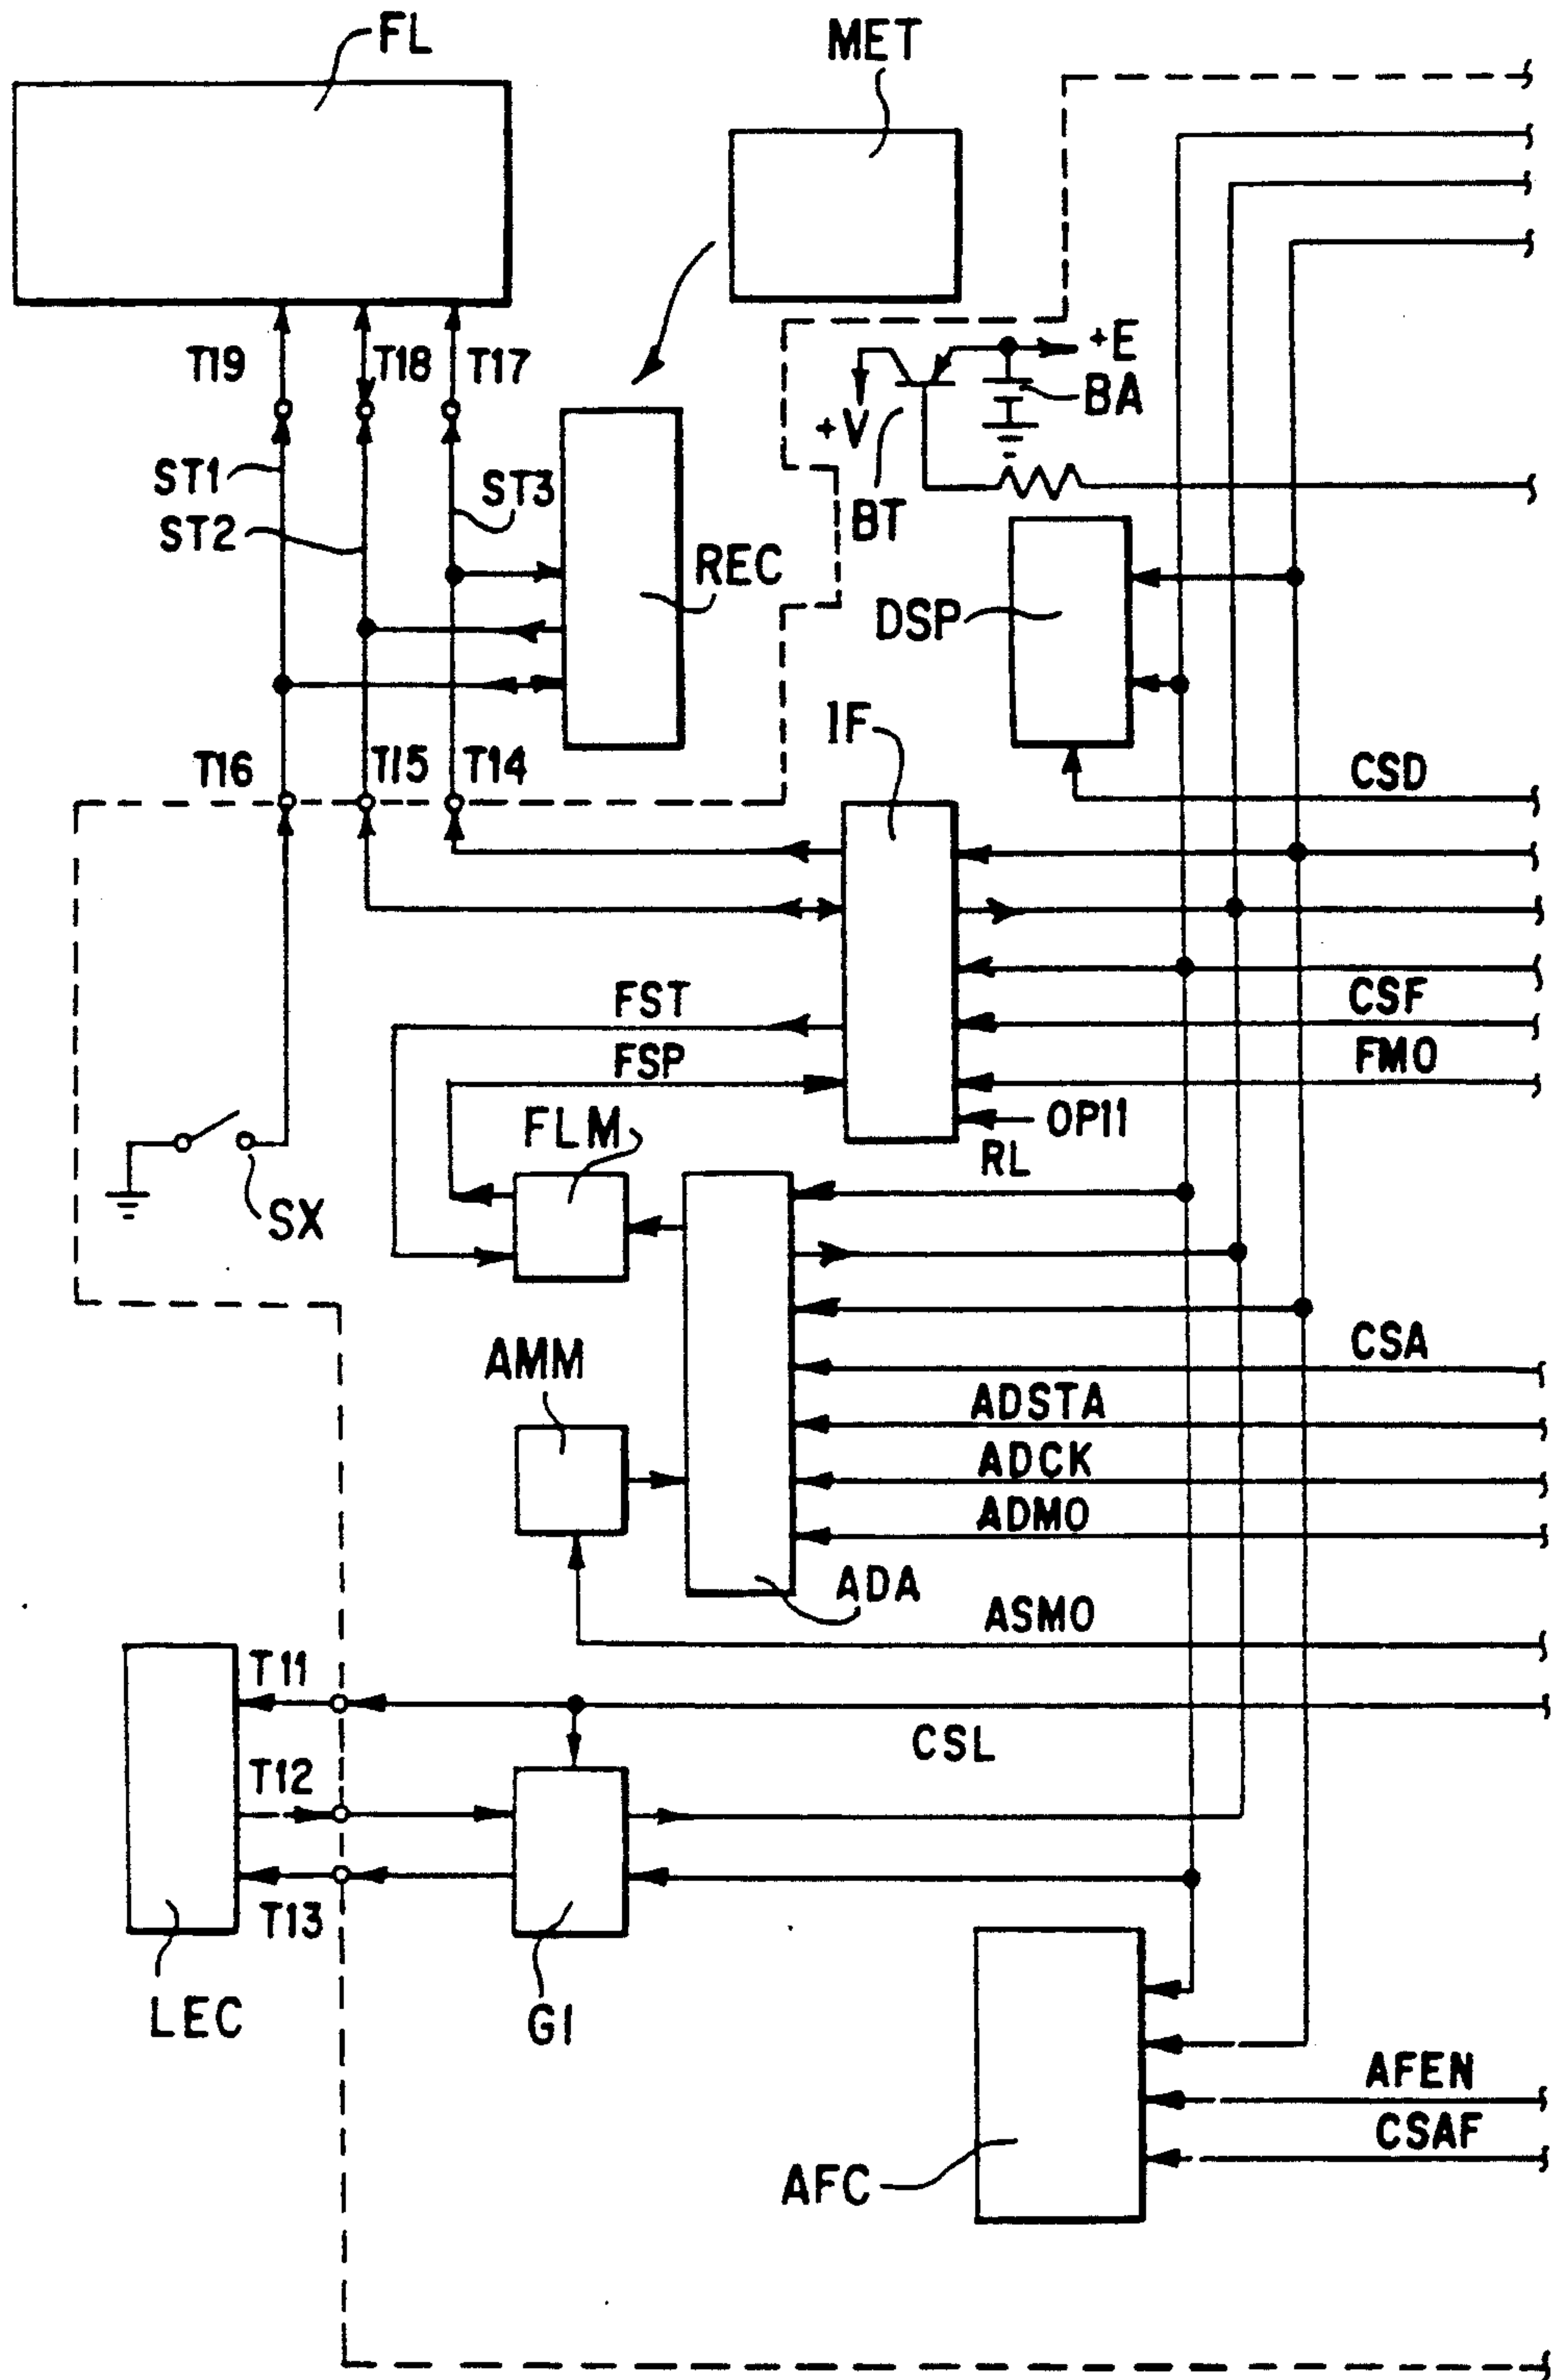 FL
MET
T19
T18
T17
+E
BA
+V
BT
ST1
ST3
ST2
REC
DSP
IF
T16
T15
T14
CSD
FST
CSF
FSP
FMO
FLM
OP11
RL
SX
CSA
AMM
ADSTA
ADCK
ADMO
ADA
ASMO
T11
CSL
T12
T13
LEC
G1
AFEN
CSAF
AFC